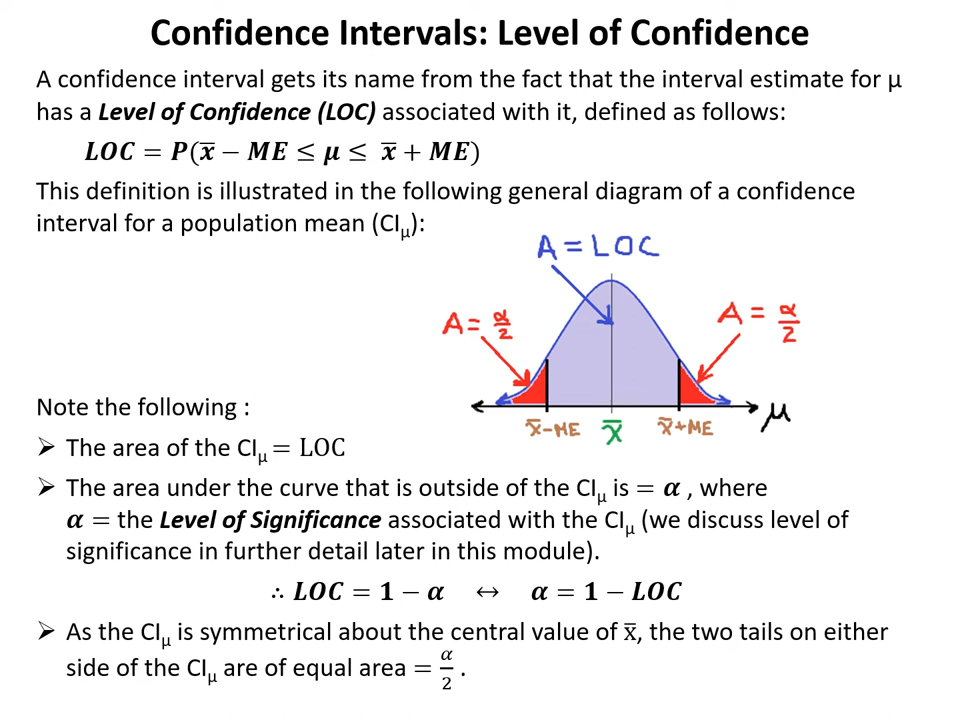 Confidence Intervals: Level of Confidence
A confidence interval gets its name from the fact that the interval estimate for μ
has a Level of Confidence (LOC) associated with it, defined as follows:
LOC = P(x̅ − ME ≤ μ ≤ x̅ + ME)
This definition is illustrated in the following general diagram of a confidence
interval for a population mean (CIμ):
A = LOC
A = α/2
A = α/2
x̅-ME
x̅
x̅+ME
μ
Note the following :
➢ The area of the CIμ = LOC
➢ The area under the curve that is outside of the CIμ is = α , where
α = the Level of Significance associated with the CIμ (we discuss level of
significance in further detail later in this module).
∴ LOC = 1 − α ↔ α = 1 − LOC
➢ As the CIμ is symmetrical about the central value of x̅, the two tails on either
side of the CIμ are of equal area = α/2 .